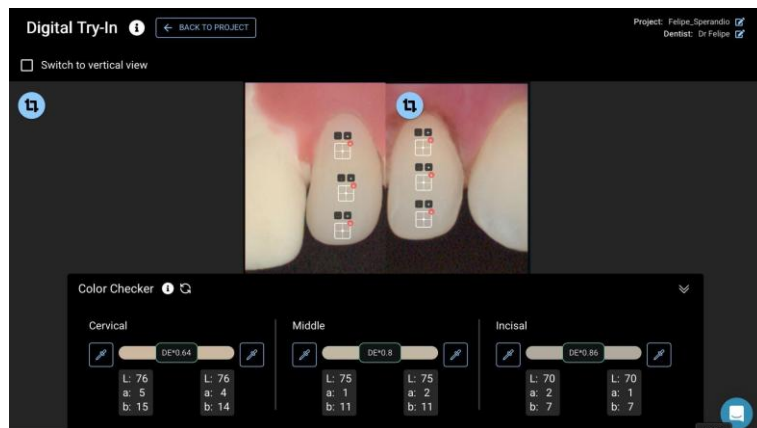 Digital Try-In
BACK TO PROJECT
Project: Felipe_Sperandio
Dentist: Dr Felipe
Switch to vertical view
Color Checker
Cervical
DE*0.64
L: 76
a: 5
b: 15
L: 76
a: 4
b: 14
Middle
DE*0.8
L: 75
a: 1
b: 11
L: 75
a: 2
b: 11
Incisal
DE*0.86
L: 70
a: 2
b: 7
L: 70
a: 1
b: 7